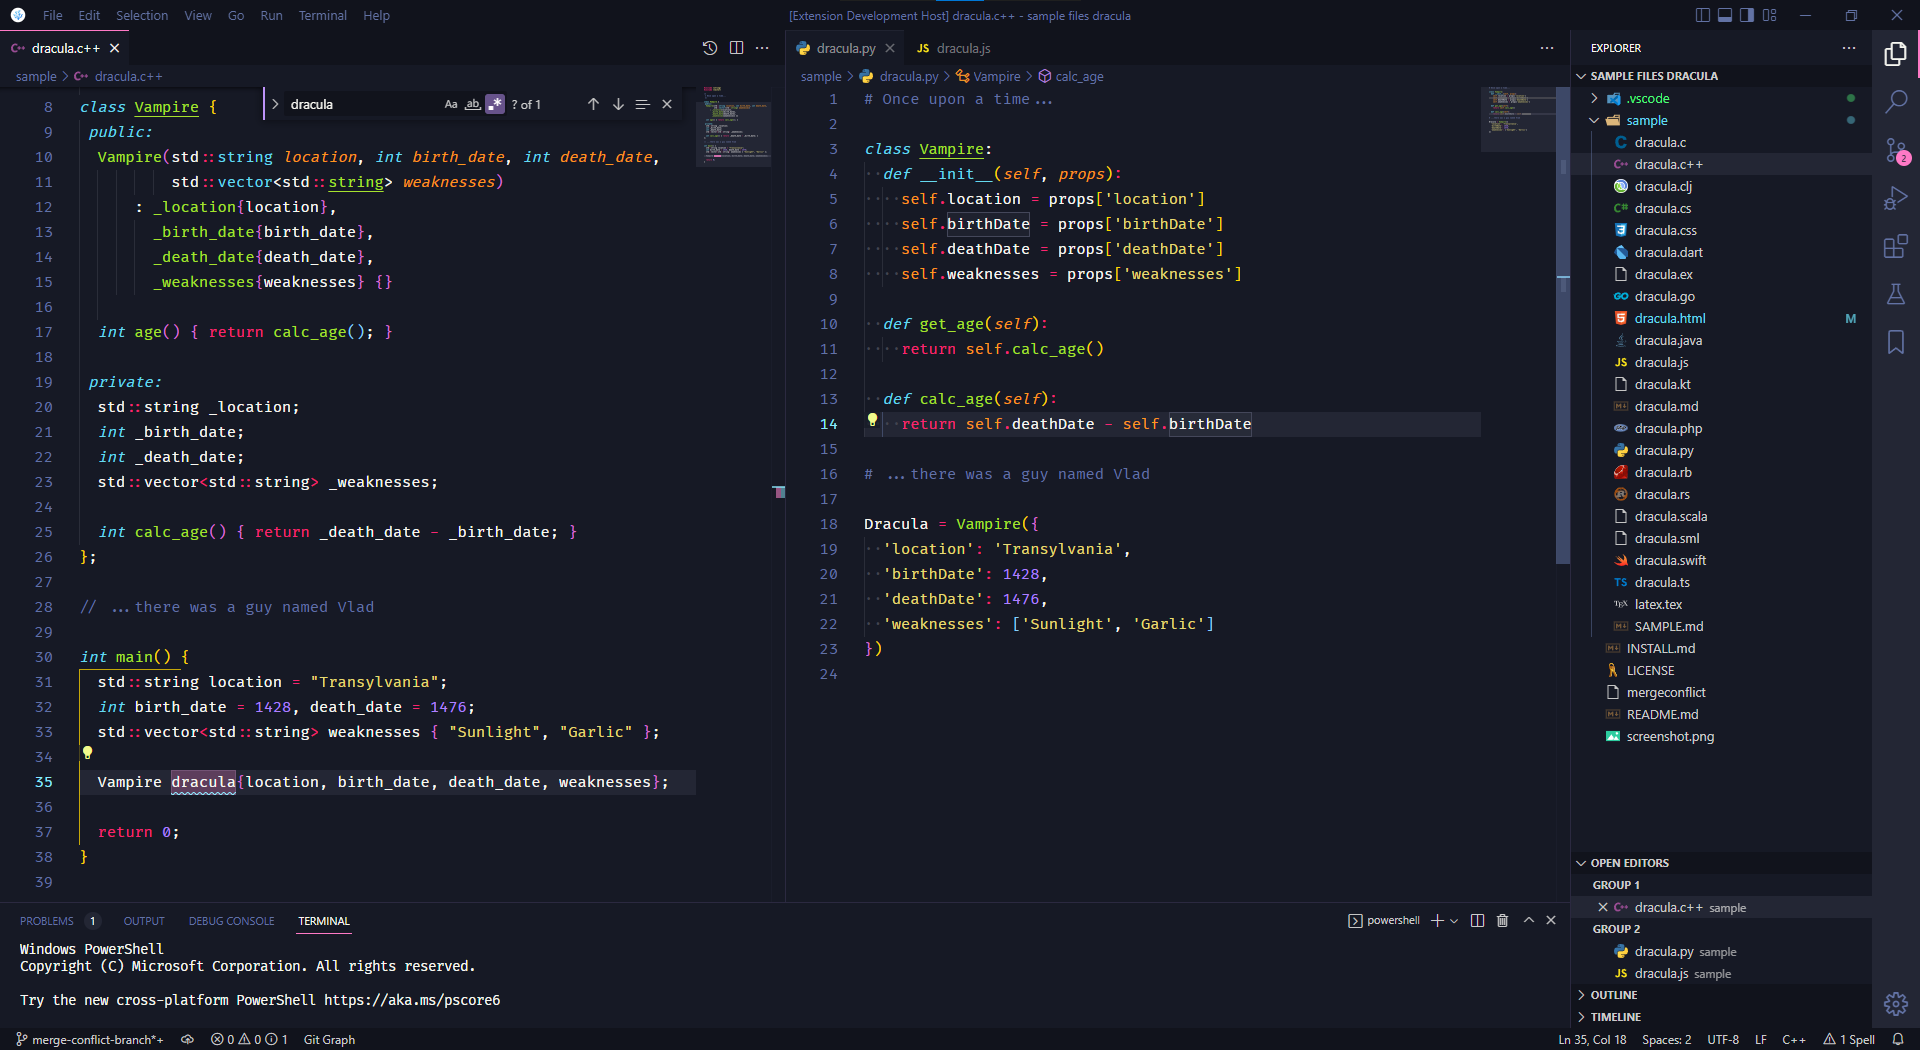 File Edit Selection View Go Run Terminal Help
[Extension Development Host] dracula.c++ - sample files dracula
dracula.c++
sample > dracula.c++
dracula
Aa ab .* ? of 1
8 class Vampire {
9 public:
10 Vampire(std::string location, int birth_date, int death_date,
11 std::vector<std::string> weaknesses)
12 : _location{location},
13 _birth_date{birth_date},
14 _death_date{death_date},
15 _weaknesses{weaknesses} {}
16
17 int age() { return calc_age(); }
18
19 private:
20 std::string _location;
21 int _birth_date;
22 int _death_date;
23 std::vector<std::string> _weaknesses;
24
25 int calc_age() { return _death_date - _birth_date; }
26 };
27
28 // ...there was a guy named Vlad
29
30 int main() {
31 std::string location = "Transylvania";
32 int birth_date = 1428, death_date = 1476;
33 std::vector<std::string> weaknesses { "Sunlight", "Garlic" };
34
35 Vampire dracula{location, birth_date, death_date, weaknesses};
36
37 return 0;
38 }
39
dracula.py JS dracula.js
sample > dracula.py > Vampire > calc_age
1 # Once upon a time...
2
3 class Vampire:
4 def __init__(self, props):
5 self.location = props['location']
6 self.birthDate = props['birthDate']
7 self.deathDate = props['deathDate']
8 self.weaknesses = props['weaknesses']
9
10 def get_age(self):
11 return self.calc_age()
12
13 def calc_age(self):
14 return self.deathDate - self.birthDate
15
16 # ...there was a guy named Vlad
17
18 Dracula = Vampire({
19 'location': 'Transylvania',
20 'birthDate': 1428,
21 'deathDate': 1476,
22 'weaknesses': ['Sunlight', 'Garlic']
23 })
24
EXPLORER
SAMPLE FILES DRACULA
.vscode
sample
dracula.c
dracula.c++
dracula.clj
dracula.cs
dracula.css
dracula.dart
dracula.ex
dracula.go
dracula.html M
dracula.java
JS dracula.js
dracula.kt
dracula.md
dracula.php
dracula.py
dracula.rb
dracula.rs
dracula.scala
dracula.sml
dracula.swift
TS dracula.ts
TEX latex.tex
SAMPLE.md
INSTALL.md
LICENSE
mergeconflict
README.md
screenshot.png
OPEN EDITORS
GROUP 1
dracula.c++ sample
GROUP 2
dracula.py sample
JS dracula.js sample
OUTLINE
TIMELINE
2
PROBLEMS 1 OUTPUT DEBUG CONSOLE TERMINAL
powershell
Windows PowerShell
Copyright (C) Microsoft Corporation. All rights reserved.
Try the new cross-platform PowerShell https://aka.ms/pscore6
merge-conflict-branch*+ 0 0 1 Git Graph
Ln 35, Col 18 Spaces: 2 UTF-8 LF C++ 1 Spell